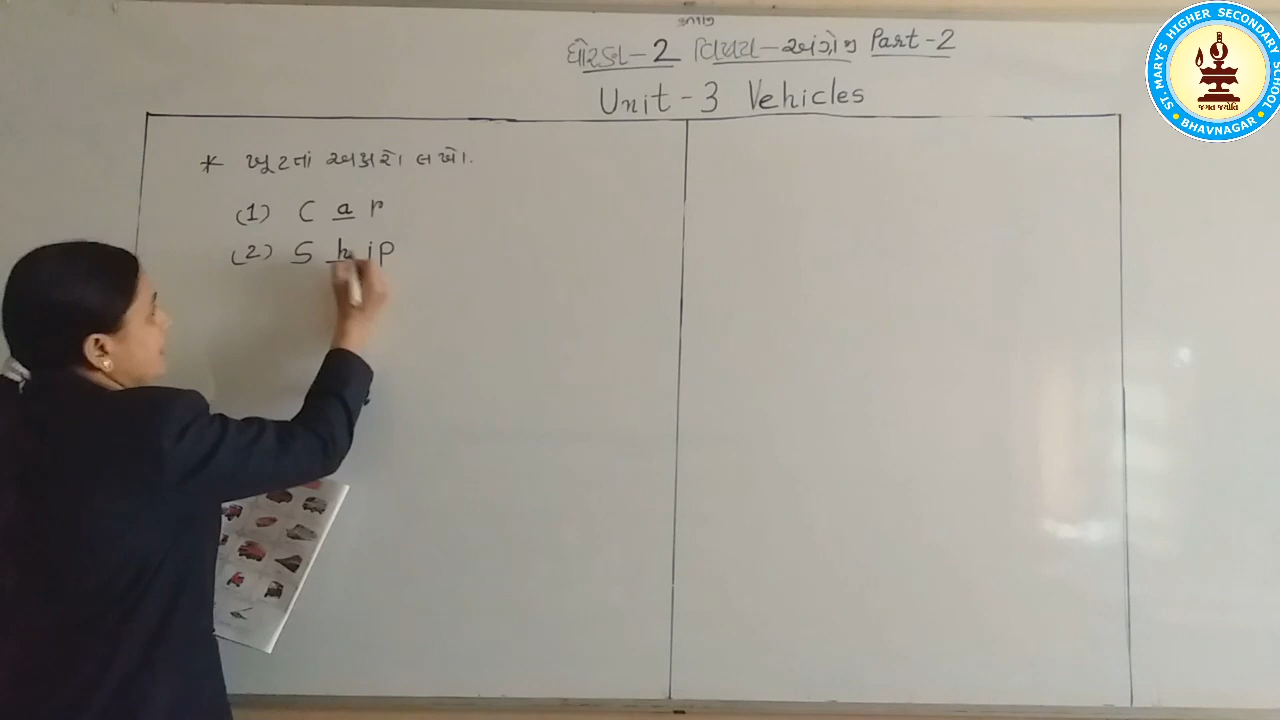 ભાગ
ધોરણ-2 વિષય-અંગ્રેજી Part-2
Unit-3 Vehicles
* ખૂટતાં અક્ષરો લખો.
(1) C a r
(2) S h ip
ST. MARY'S HIGHER SECONDARY SCHOOL
જગત જ્યોતિ
BHAVNAGAR